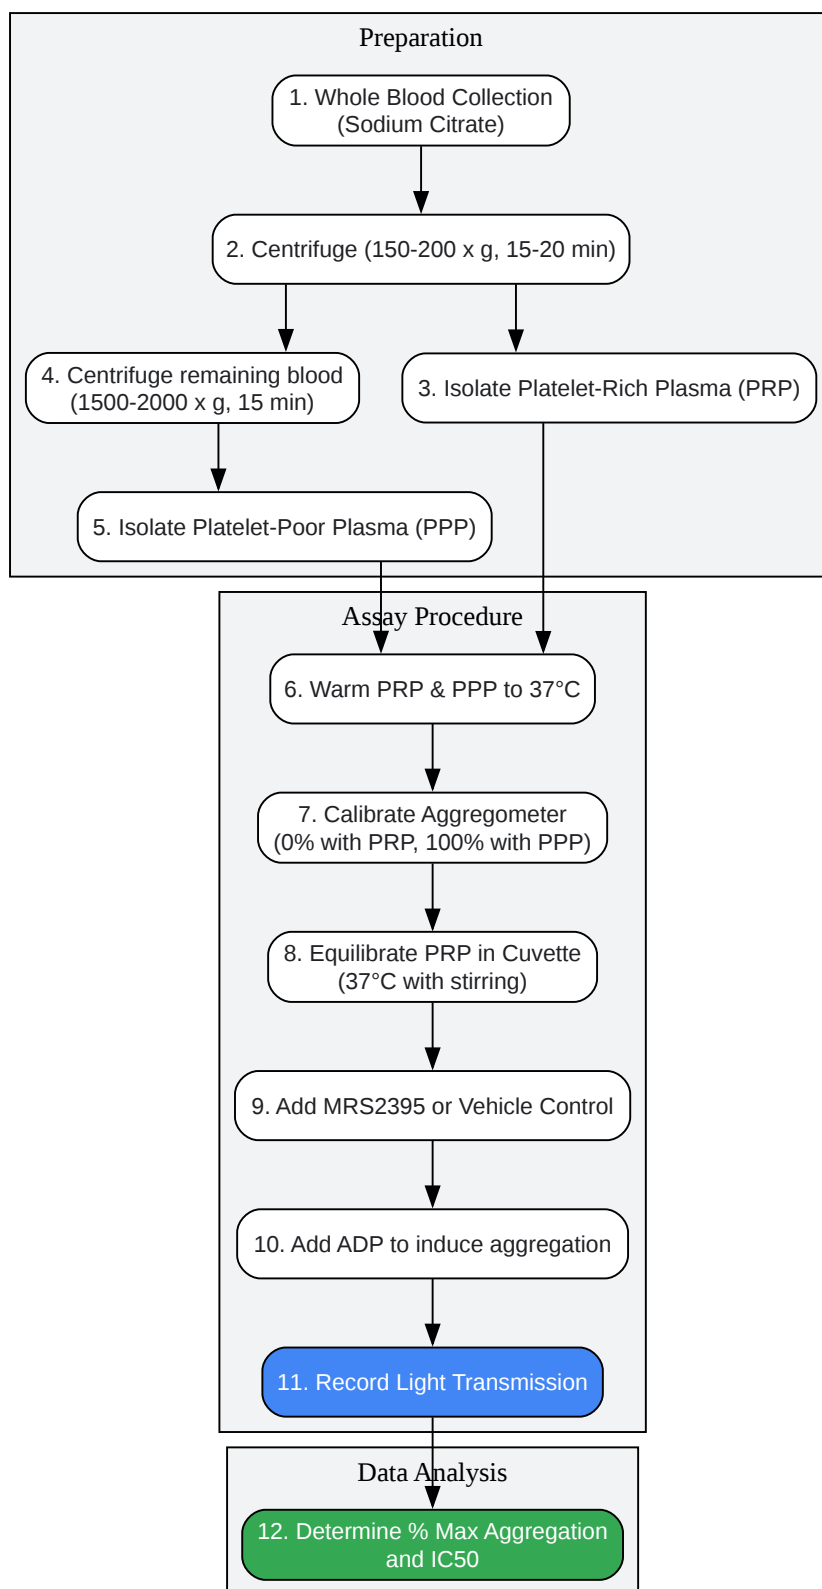 Preparation
1. Whole Blood Collection
(Sodium Citrate)
2. Centrifuge (150-200 x g, 15-20 min)
4. Centrifuge remaining blood
(1500-2000 x g, 15 min)
3. Isolate Platelet-Rich Plasma (PRP)
5. Isolate Platelet-Poor Plasma (PPP)
Assay Procedure
6. Warm PRP & PPP to 37°C
7. Calibrate Aggregometer
(0% with PRP, 100% with PPP)
8. Equilibrate PRP in Cuvette
(37°C with stirring)
9. Add MRS2395 or Vehicle Control
10. Add ADP to induce aggregation
11. Record Light Transmission
Data Analysis
12. Determine % Max Aggregation
and IC50